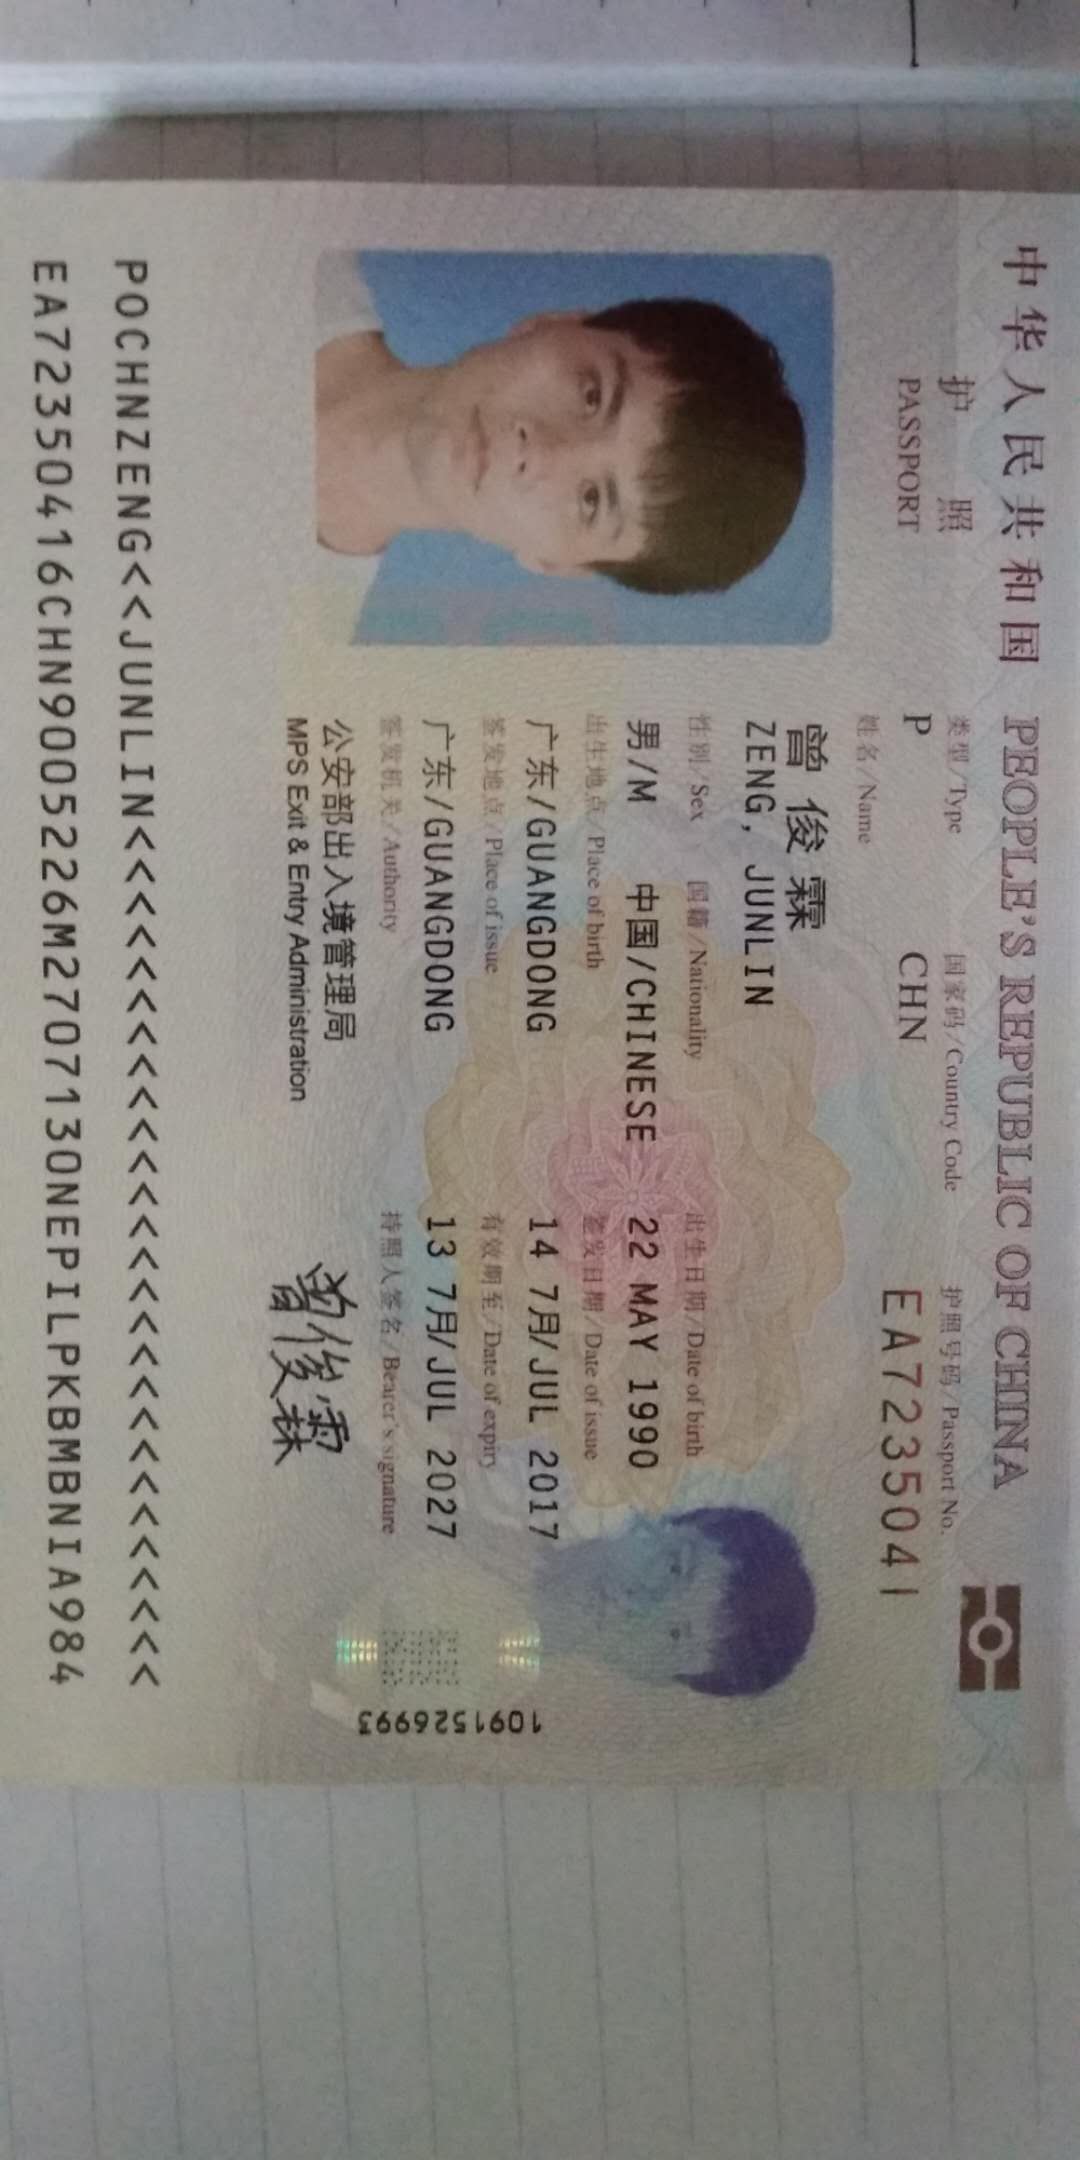 中华人民共和国 PEOPLE'S REPUBLIC OF CHINA
护 照
PASSPORT
类型/Type 国家码/Country Code 护照号码/Passport No.
P CHN EA7235041
姓名/Name
曾俊霖
ZENG, JUNLIN
性别/Sex 国籍/Nationality 出生日期/Date of birth
男/M 中国/CHINESE 22 MAY 1990
出生地点/Place of birth 签发日期/Date of issue
广东/GUANGDONG 14 7月/JUL 2017
签发地点/Place of issue 有效期至/Date of expiry
广东/GUANGDONG 13 7月/JUL 2027
签发机关/Authority 持照人签名/Bearer's signature
公安部出入境管理局 曾俊霖
MPS Exit & Entry Administration
1091526993
POCHNZENG<<JUNLIN<<<<<<<<<<<<<<<<<<<<<<<<<<<
EA72350416CHN9005226M2707130NEPILPKBMBNIA984